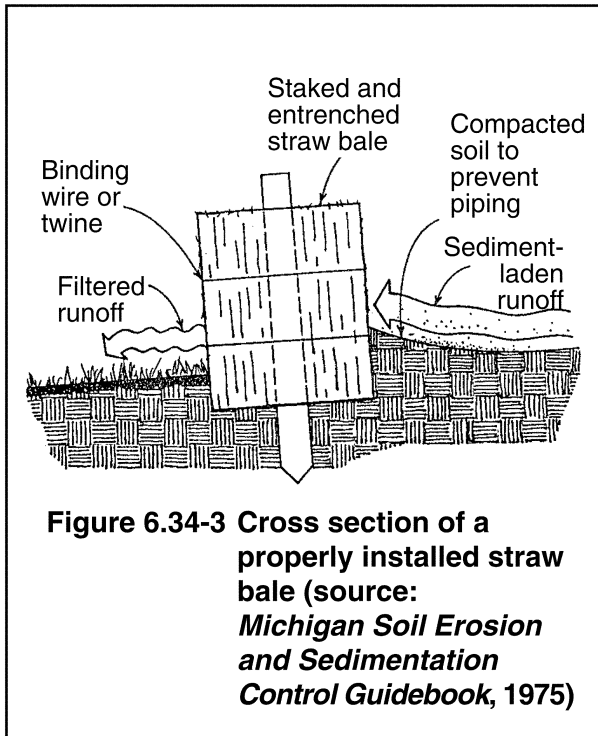 Staked and
entrenched
straw bale
Compacted
soil to
prevent
piping
Binding
wire or
twine
Sediment-
laden
runoff
Filtered
runoff
Figure 6.34-3 Cross section of a
properly installed straw
bale (source:
Michigan Soil Erosion
and Sedimentation
Control Guidebook, 1975)